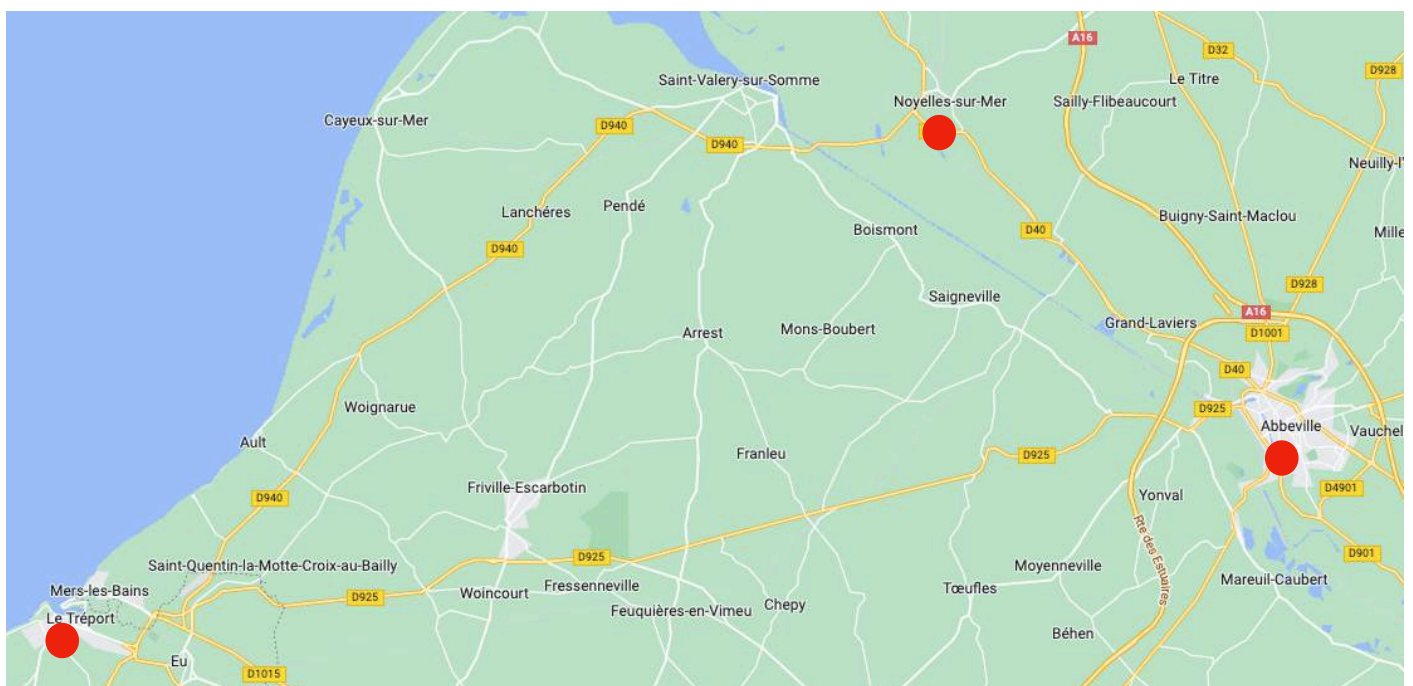 A16
D32
D928
Le Titre
Saint-Valery-sur-Somme
Noyelles-sur-Mer
Sailly-Flibeaucourt
Cayeux-sur-Mer
D940
D940
Neuilly-l'
Lanchéres
Pendé
Buigny-Saint-Maclou
Boismont
D40
Mille
D940
D928
Saigneville
A16
Grand-Laviers
Arrest
Mons-Boubert
D1001
D40
Woignarue
D925
Abbeville
Vauchel
Ault
Franleu
D925
Friville-Escarbotin
D4901
Yonval
D940
Rte des Estuaires
D925
D901
Saint-Quentin-la-Motte-Croix-au-Bailly
Moyenneville
Mareuil-Caubert
Mers-les-Bains
D925
Woincourt
Fressenneville
Tœufles
Feuquières-en-Vimeu
Chepy
Le Tréport
Béhen
Eu
D1015